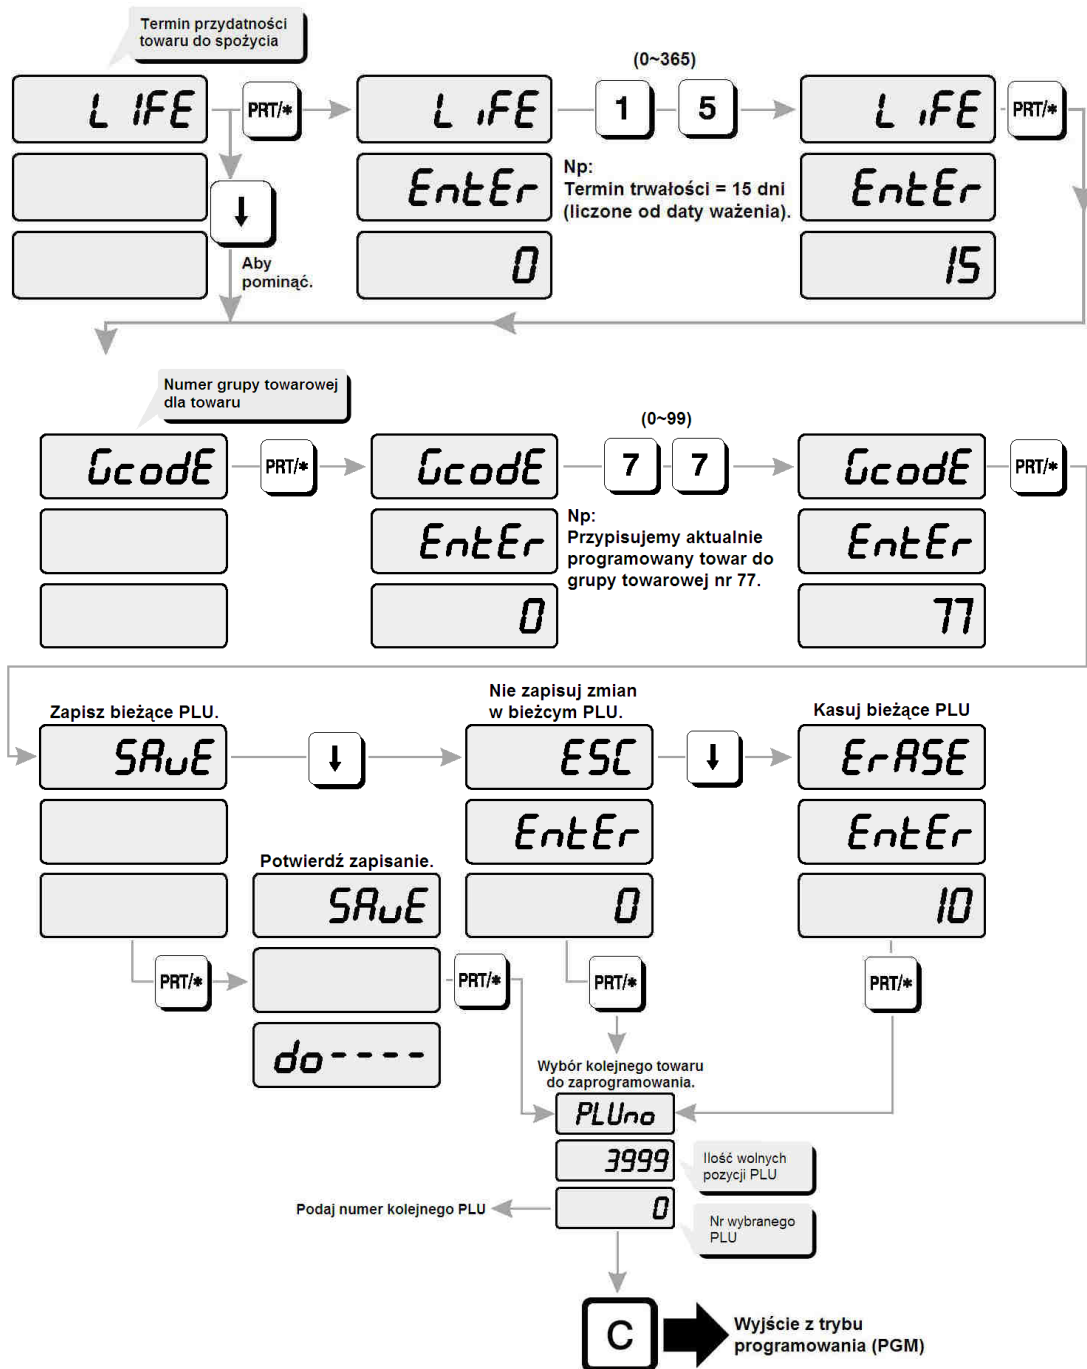 Termin przydatności
towaru do spożycia
(0~365)
LIFE
PRT/*
LiFE
1
5
LiFE
PRT/*
EntEr
Np:
Termin trwałości = 15 dni
(liczone od daty ważenia).
EntEr
↓
0
15
Aby
pominąć.
Numer grupy towarowej
dla towaru
(0~99)
GcodE
PRT/*
GcodE
7
7
GcodE
PRT/*
EntEr
Np:
Przypisujemy aktualnie
programowany towar do
grupy towarowej nr 77.
EntEr
0
77
Zapisz bieżące PLU.
Nie zapisuj zmian
w bieżcym PLU.
Kasuj bieżące PLU
SAvE
↓
ESC
↓
ErASE
EntEr
EntEr
Potwierdź zapisanie.
SAvE
0
10
PRT/*
PRT/*
PRT/*
PRT/*
do----
Wybór kolejnego towaru
do zaprogramowania.
PLUno
3999
Ilość wolnych
pozycji PLU
Podaj numer kolejnego PLU
0
Nr wybranego
PLU
C
Wyjście z trybu
programowania (PGM)